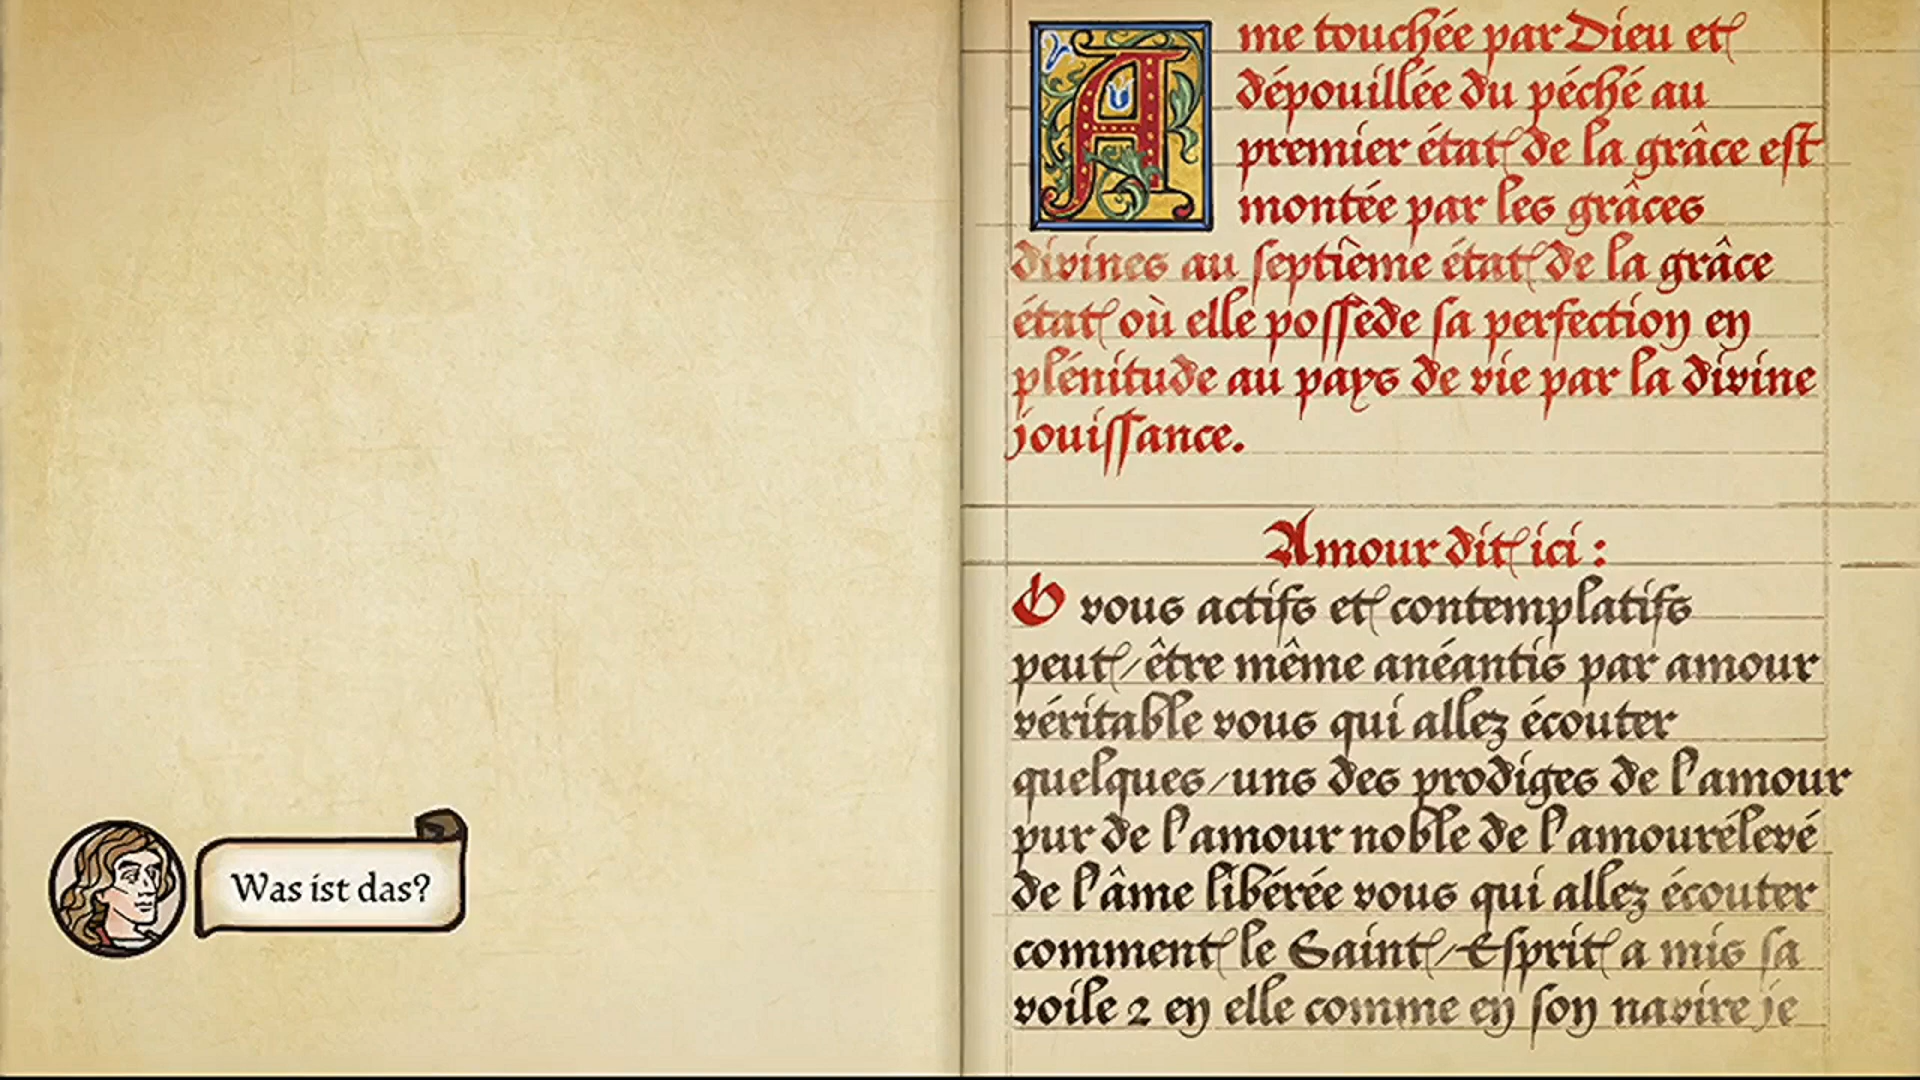 Was ist das?
Ame touchée par Dieu et
dépouillée du péché au
premier état de la grâce est
montée par les grâces
divines au septième état de la grâce
état où elle possède sa perfection en
plénitude au pays de vie par la divine
jouissance.
Amour dit ici :
O vous actifs et contemplatifs
peut-être même anéantis par amour
véritable vous qui allez écouter
quelques-uns des prodiges de l'amour
pur de l'amour noble de l'amourélevé
de l'âme libérée vous qui allez écouter
comment le Saint-Esprit a mis sa
voile 2 en elle comme en son navire je